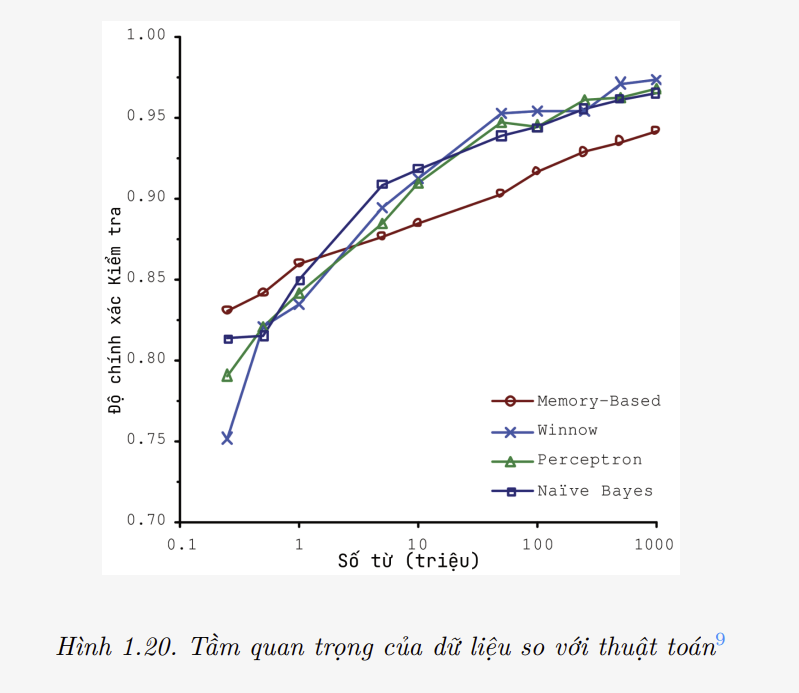 1.00
0.95
0.90
0.85
0.80
0.75
0.70
Độ chính xác Kiểm tra
Memory-Based
Winnow
Perceptron
Naïve Bayes
0.1 1 10 100 1000
Số từ (triệu)
Hình 1.20. Tầm quan trọng của dữ liệu so với thuật toán9